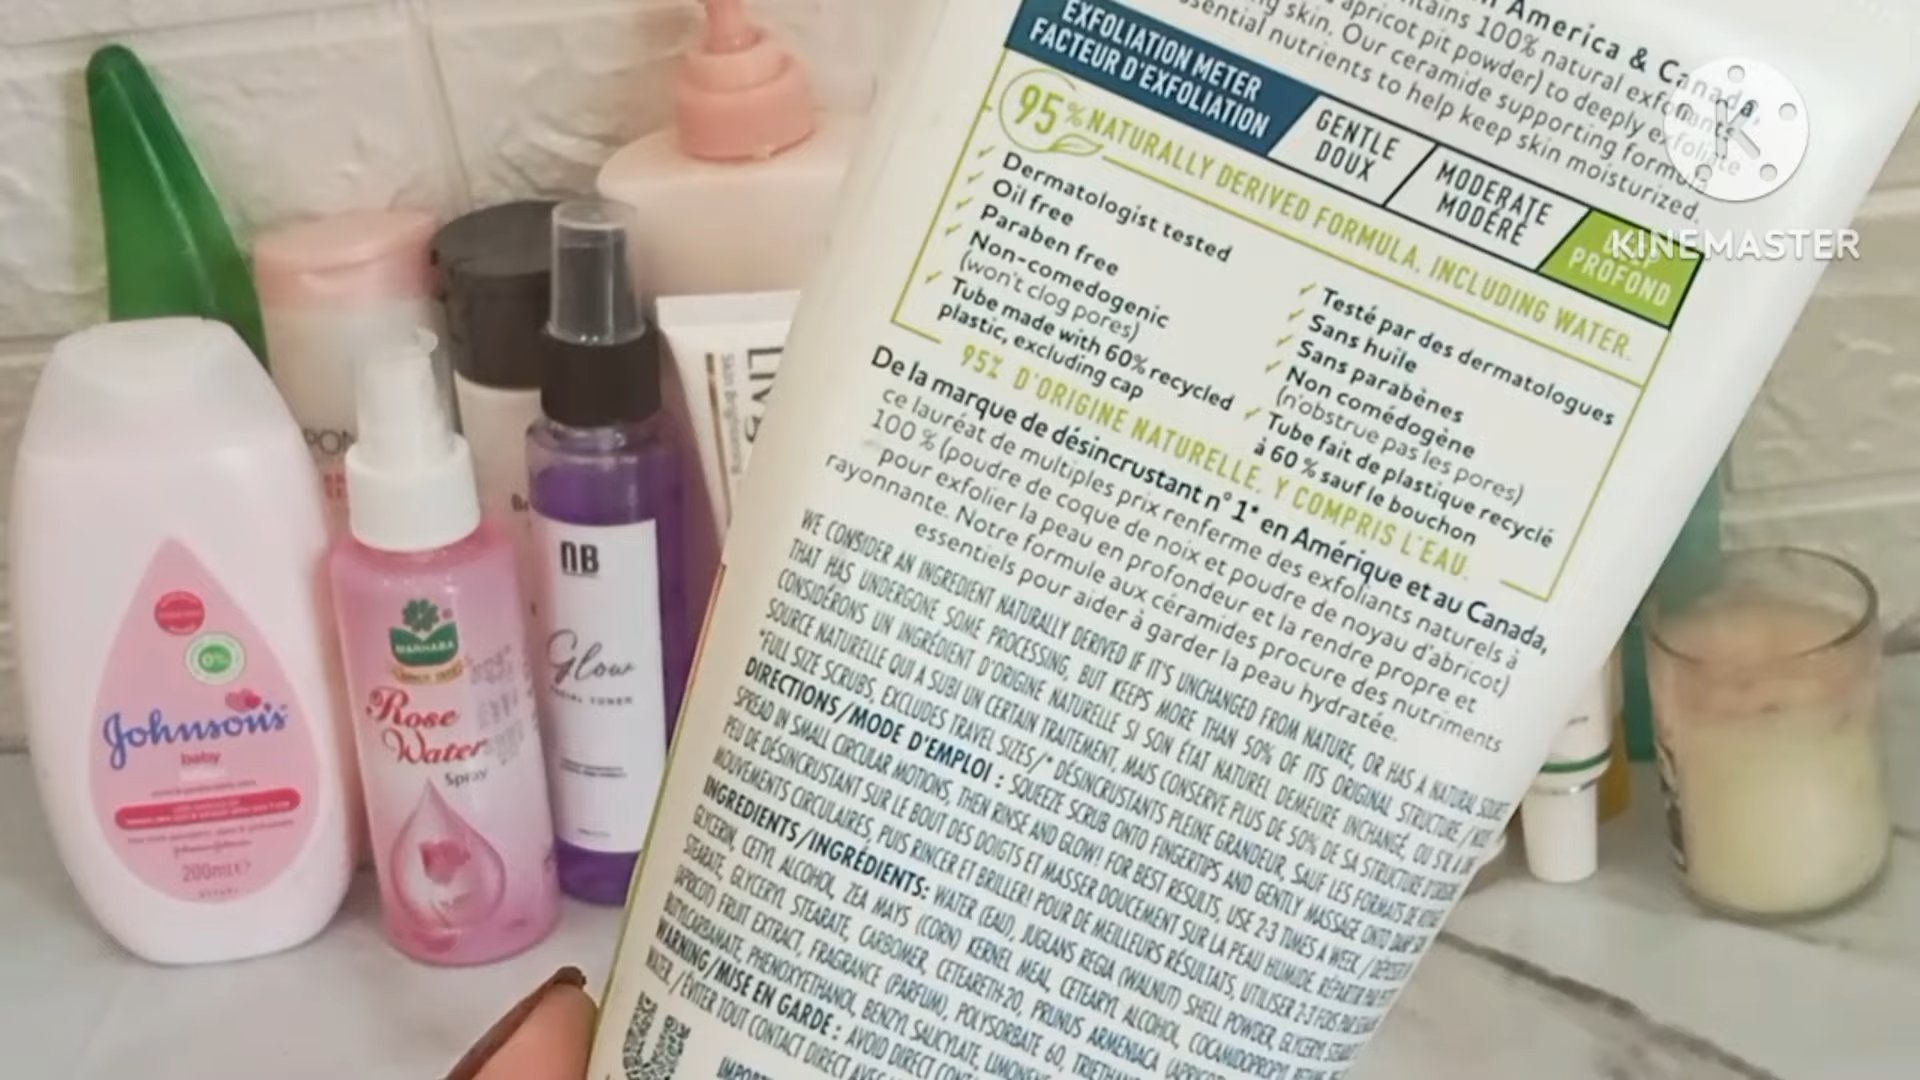 America & Canada,
contains 100% natural exfoliants
apricot pit powder) to deeply exfoliate
skin. Our ceramide supporting formula
essential nutrients to help keep skin moisturized.
EXFOLIATION METER
FACTEUR D'EXFOLIATION
GENTLE
DOUX
MODERATE
MODÉRÉ
PROFOND
KINEMASTER
95% NATURALLY DERIVED FORMULA, INCLUDING WATER.
Dermatologist tested
Oil free
Paraben free
Non-comedogenic
(won't clog pores)
Tube made with 60% recycled
plastic, excluding cap
Testé par des dermatologues
Sans huile
Sans parabènes
Non comédogène
(n'obstrue pas les pores)
Tube fait de plastique recyclé
à 60 % sauf le bouchon
95% D'ORIGINE NATURELLE, Y COMPRIS L'EAU.
De la marque de désincrustant n° 1* en Amérique et au Canada,
ce lauréat de multiples prix renferme des exfoliants naturels à
100 % (poudre de coque de noix et poudre de noyau d'abricot)
pour exfolier la peau en profondeur et la rendre propre et
rayonnante. Notre formule aux céramides procure des nutriments
essentiels pour aider à garder la peau hydratée.
WE CONSIDER AN INGREDIENT NATURALLY DERIVED IF IT'S UNCHANGED FROM NATURE, OR HAS A NATURAL SOURCE
THAT HAS UNDERGONE SOME PROCESSING, BUT KEEPS MORE THAN 50% OF ITS ORIGINAL STRUCTURE / NOUS
CONSIDÉRONS UN INGRÉDIENT D'ORIGINE NATURELLE SI SON ÉTAT NATUREL DEMEURE INCHANGÉ, OU S'IL A UNE
SOURCE NATURELLE QUI A SUBI UN CERTAIN TRAITEMENT, MAIS CONSERVE PLUS DE 50% DE SA STRUCTURE D'ORIGINE
*FULL SIZE SCRUBS, EXCLUDES TRAVEL SIZES/* DÉSINCRUSTANTS PLEINE GRANDEUR, SAUF LES FORMATS DE
DIRECTIONS/MODE D'EMPLOI : SQUEEZE SCRUB ONTO FINGERTIPS AND GENTLY MASSAGE ONTO DAMP
SPREAD IN SMALL CIRCULAR MOTIONS, THEN RINSE AND GLOW! FOR BEST RESULTS, USE 2-3 TIMES A WEEK /
PEU DE DÉSINCRUSTANT SUR LE BOUT DES DOIGTS ET MASSER DOUCEMENT SUR LA PEAU HUMIDE. RÉPARTIR PAR
MOUVEMENTS CIRCULAIRES, PUIS RINCER ET BRILLER! POUR DE MEILLEURS RÉSULTATS, UTILISER 2-3 FOIS PAR
INGREDIENTS/INGRÉDIENTS: WATER (EAU), JUGLANS REGIA (WALNUT) SHELL POWDER, GLYCERYL
GLYCERIN, CETYL ALCOHOL, ZEA MAYS (CORN) KERNEL MEAL, CETEARYL ALCOHOL, COCAMIDOPROPYL
STEARATE, GLYCERYL STEARATE, CARBOMER, CETEARETH-20, PRUNUS ARMENIACA (APRICOT)
(APRICOT) FRUIT EXTRACT, FRAGRANCE (PARFUM), POLYSORBATE 60,
BUTYLCARBAMATE, PHENOXYETHANOL, BENZYL SALICYLATE,
WARNING/MISE EN GARDE : AVOID DIRECT
WATER. / ÉVITER TOUT CONTACT DIRECT AVEC
Johnson's
baby
200ml e
MARHABA
Rose
Water
Spray
NB
Glow
FACIAL TONER
Skin Brightening